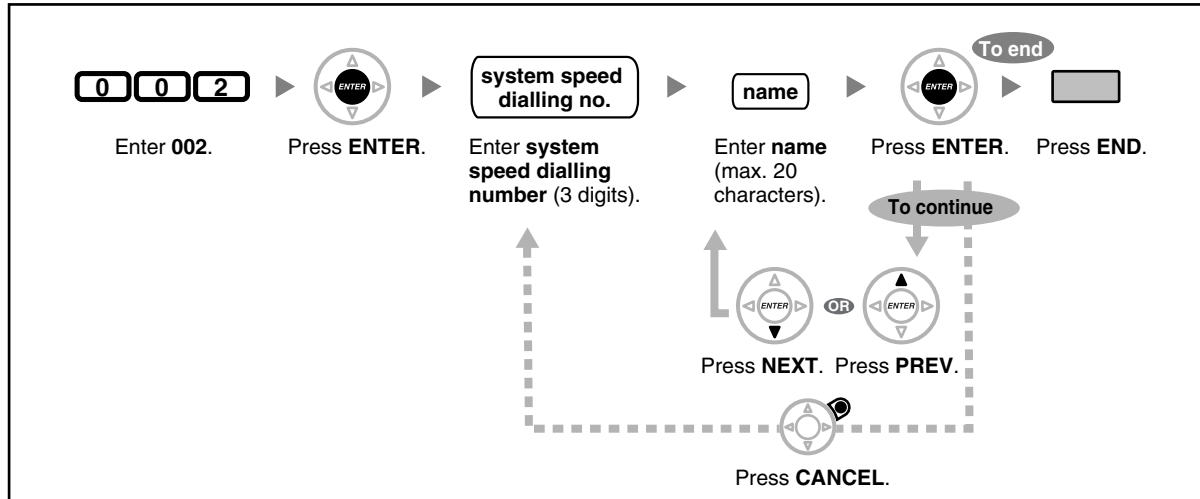 To end
0 0 2
ENTER
system speed
dialling no.
name
ENTER
Enter 002.
Press ENTER.
Enter system
speed dialling
number (3 digits).
Enter name
(max. 20
characters).
Press ENTER.
Press END.
To continue
ENTER
OR
ENTER
Press NEXT.
Press PREV.
Press CANCEL.